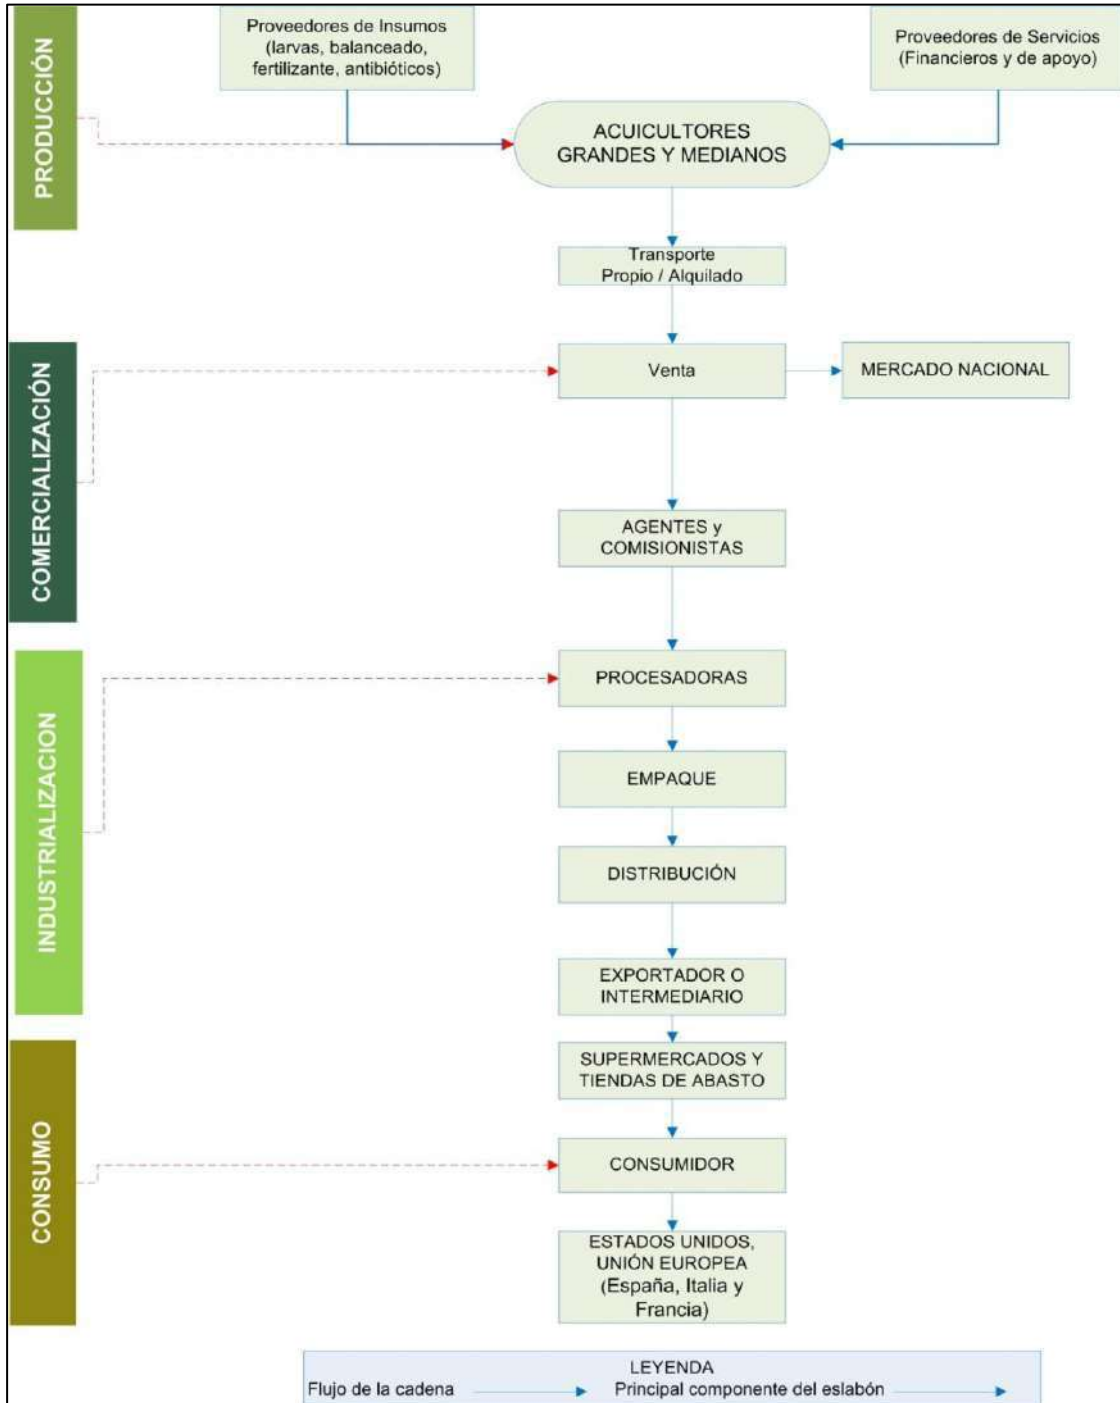 PRODUCCIÓN
Proveedores de Insumos
(larvas, balanceado,
fertilizante, antibióticos)
Proveedores de Servicios
(Financieros y de apoyo)
ACUICULTORES
GRANDES Y MEDIANOS
Transporte
Propio / Alquilado
COMERCIALIZACIÓN
Venta
MERCADO NACIONAL
AGENTES y
COMISIONISTAS
INDUSTRIALIZACION
PROCESADORAS
EMPAQUE
DISTRIBUCIÓN
EXPORTADOR O
INTERMEDIARIO
CONSUMO
SUPERMERCADOS Y
TIENDAS DE ABASTO
CONSUMIDOR
ESTADOS UNIDOS,
UNIÓN EUROPEA
(España, Italia y
Francia)
LEYENDA
Flujo de la cadena
Principal componente del eslabón